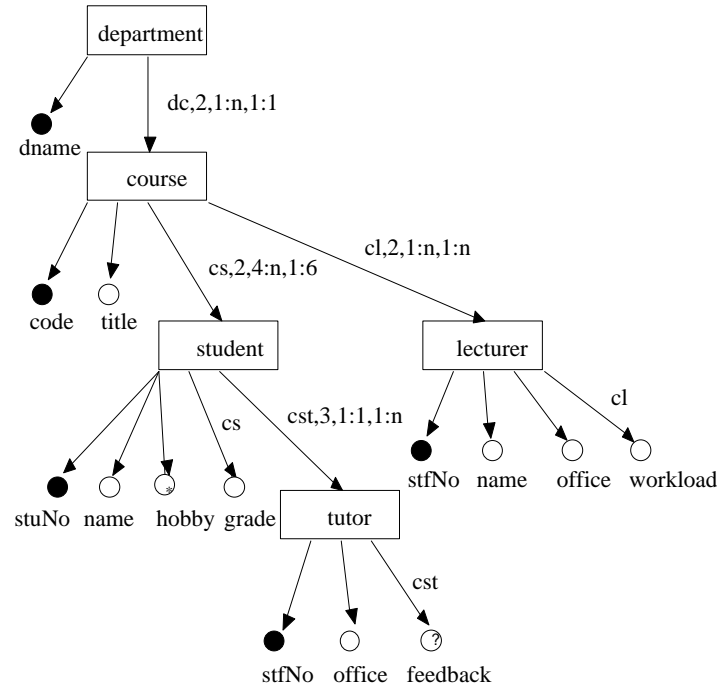 department
dc,2,1:n,1:1
dname
course
cl,2,1:n,1:n
cs,2,4:n,1:6
code title
student
lecturer
cs
cst,3,1:1,1:n
cl
stfNo name office workload
*
stuNo name hobby grade
tutor
cst
?
stfNo office feedback